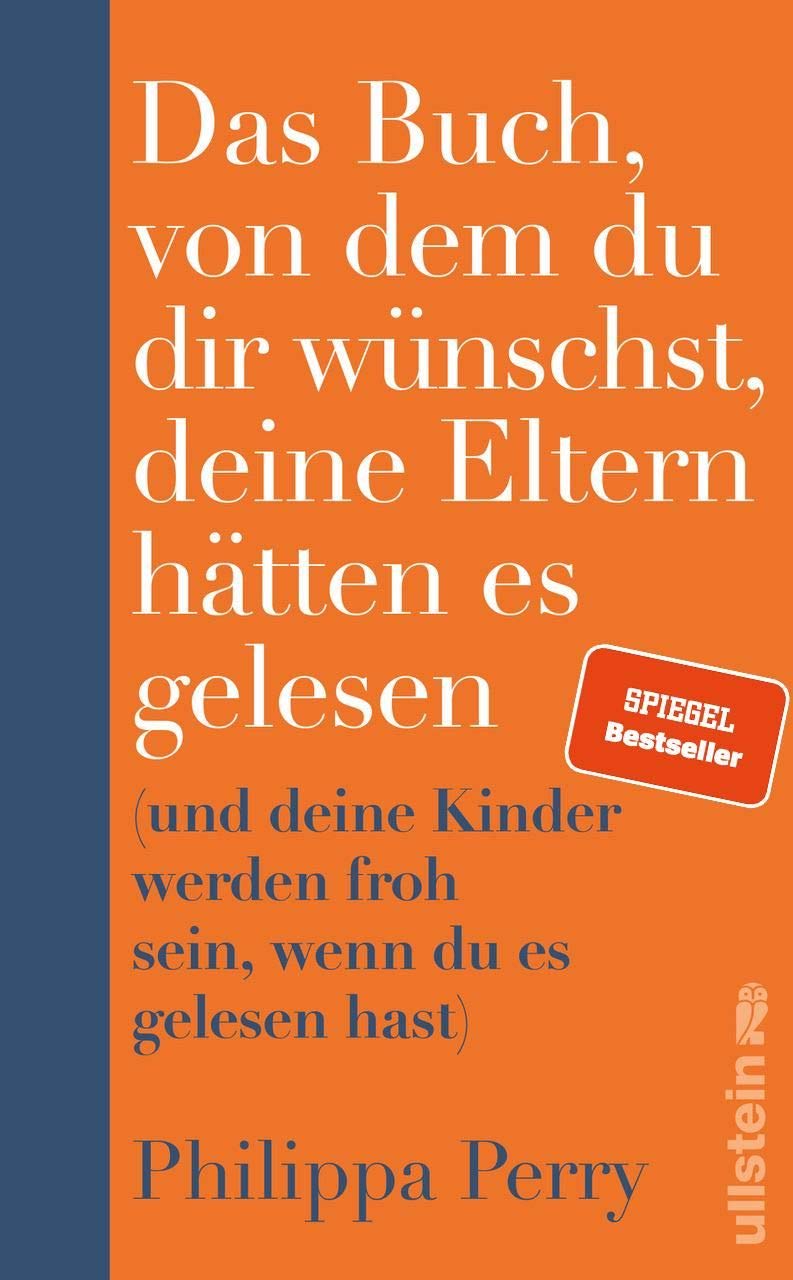 Das Buch,
von dem du
dir wünschst,
deine Eltern
hätten es
gelesen
SPIEGEL
Bestseller
(und deine Kinder
werden froh
sein, wenn du es
gelesen hast)
Philippa Perry
ullstein